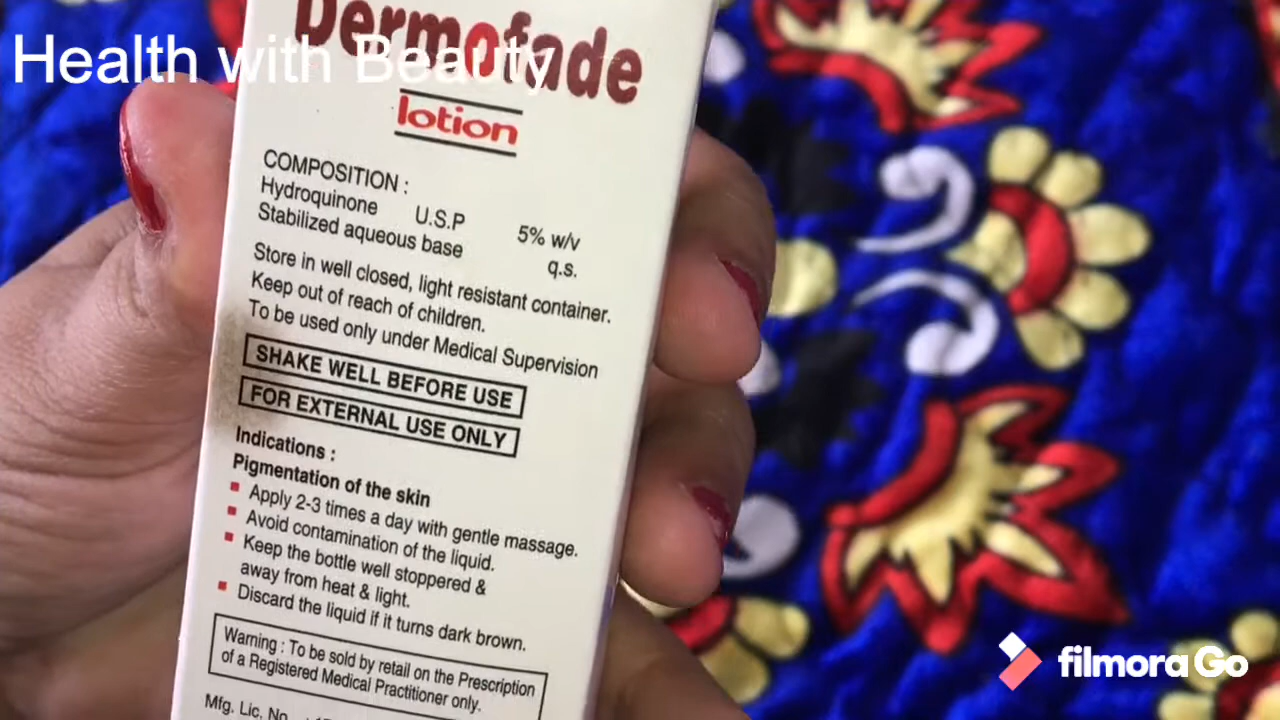 Dermofade
Health with Beauty
lotion
COMPOSITION :
Hydroquinone U.S.P 5% w/v
Stabilized aqueous base q.s.
Store in well closed, light resistant container.
Keep out of reach of children.
To be used only under Medical Supervision
SHAKE WELL BEFORE USE
FOR EXTERNAL USE ONLY
Indications :
Pigmentation of the skin
Apply 2-3 times a day with gentle massage.
Avoid contamination of the liquid.
Keep the bottle well stoppered &
away from heat & light.
Discard the liquid if it turns dark brown.
Warning : To be sold by retail on the Prescription
of a Registered Medical Practitioner only.
Mfg. Lic. No. :
filmora Go